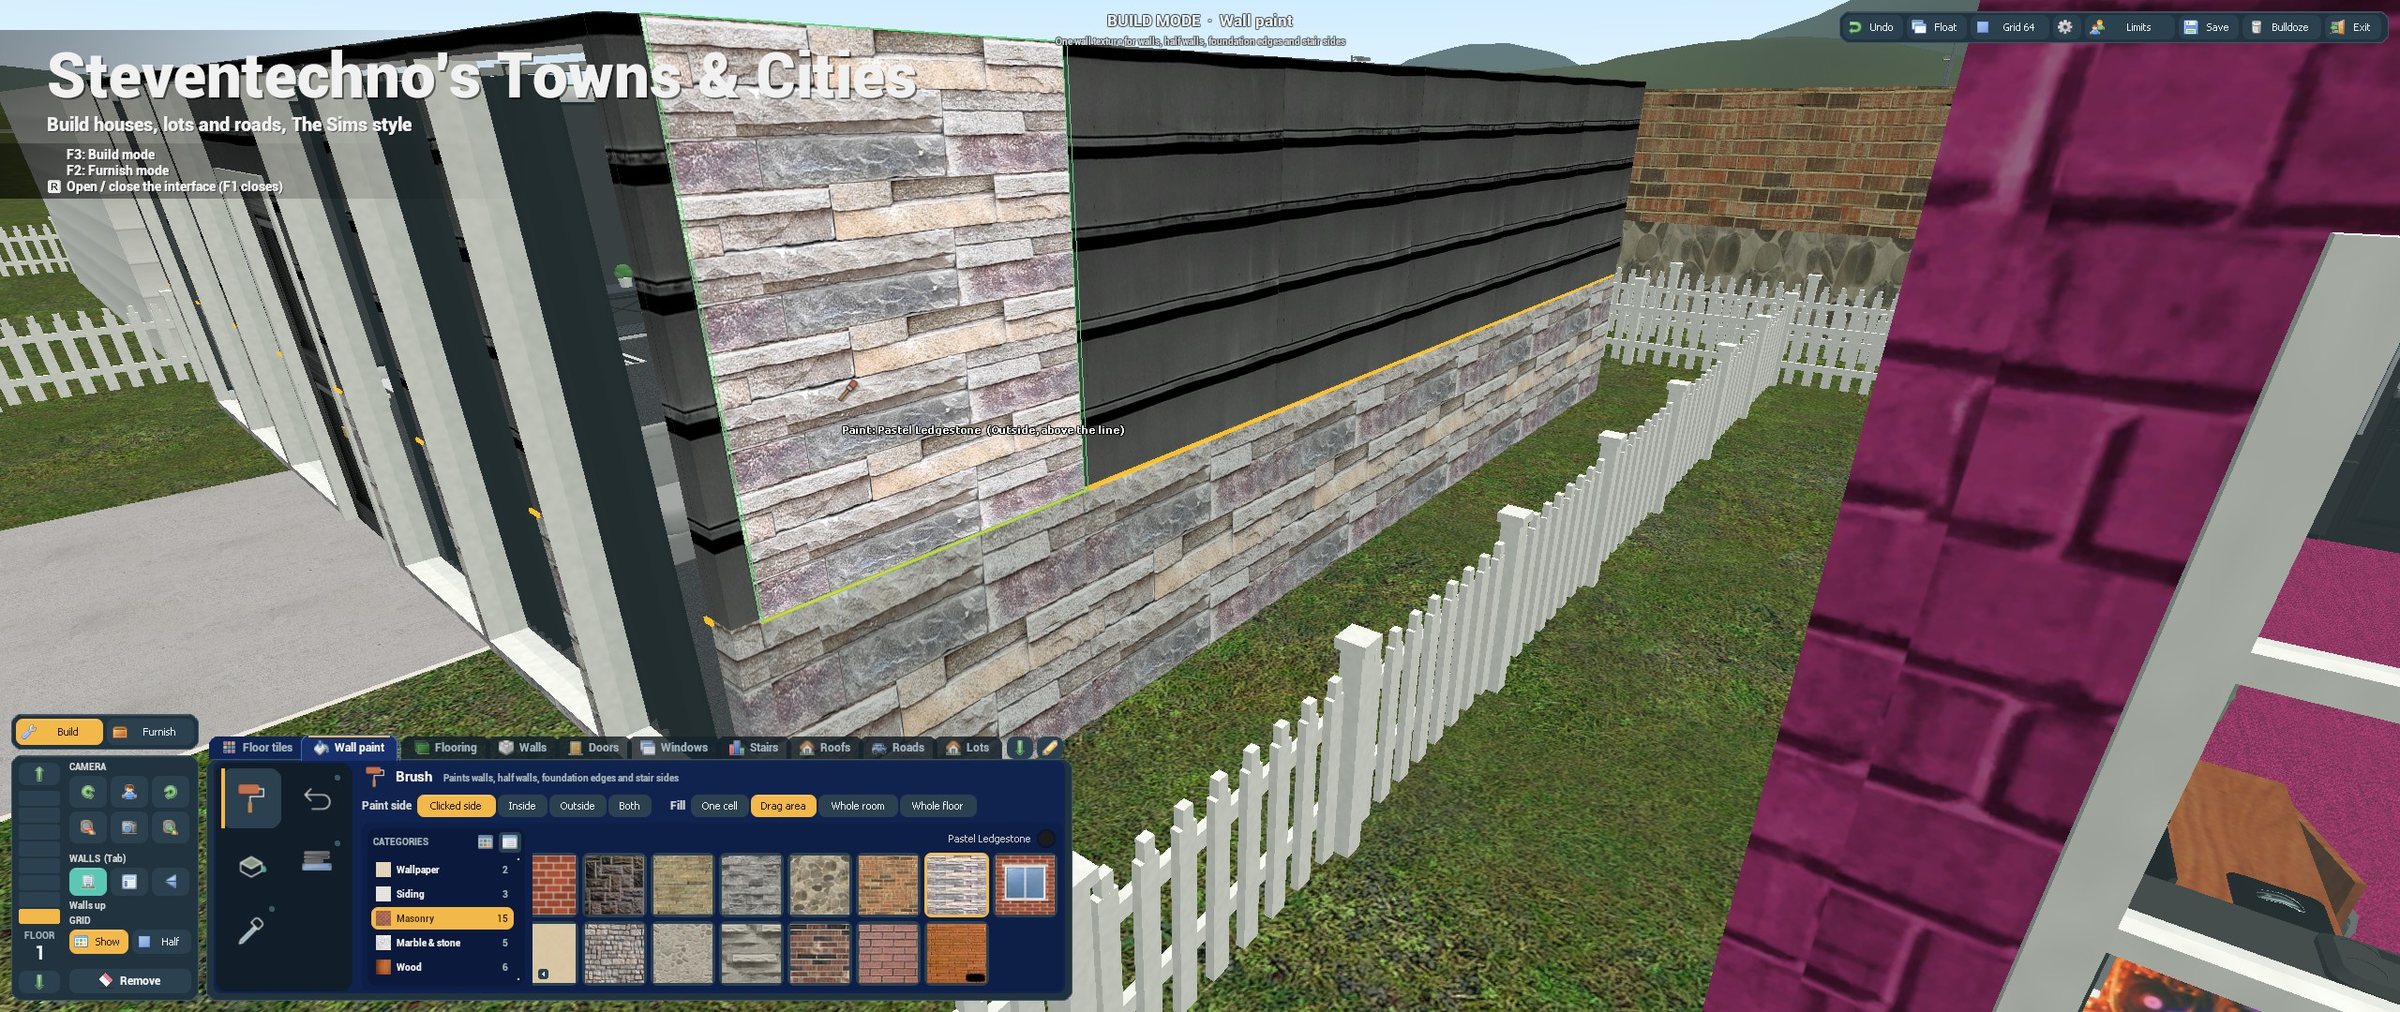 BUILD MODE · Wall paint
One wall texture for walls, half walls, foundation edges and stair sides
Undo
Float
Grid 64
Limits
Save
Bulldoze
Exit
Steventechno's Towns & Cities
Build houses, lots and roads, The Sims style
F3: Build mode
F2: Furnish mode
R Open / close the interface (F1 closes)
Paint: Pastel Ledgestone (Outside, above the line)
Build
Furnish
CAMERA
WALLS (Tab)
Walls up
GRID
Show
Half
FLOOR
1
Remove
Floor tiles
Wall paint
Flooring
Walls
Doors
Windows
Stairs
Roofs
Roads
Lots
Brush Paints walls, half walls, foundation edges and stair sides
Paint side Clicked side Inside Outside Both Fill One cell Drag area Whole room Whole floor
CATEGORIES
Pastel Ledgestone
Wallpaper 2
Siding 3
Masonry 15
Marble & stone 5
Wood 6